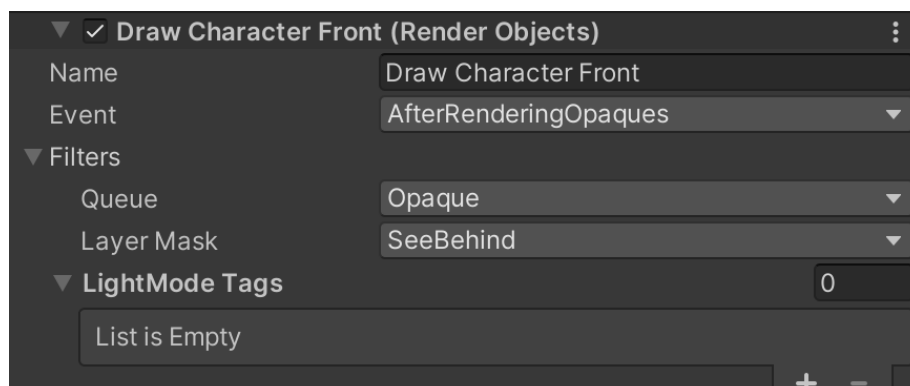 Draw Character Front (Render Objects)
Name Draw Character Front
Event AfterRenderingOpaques
Filters
Queue Opaque
Layer Mask SeeBehind
LightMode Tags 0
List is Empty